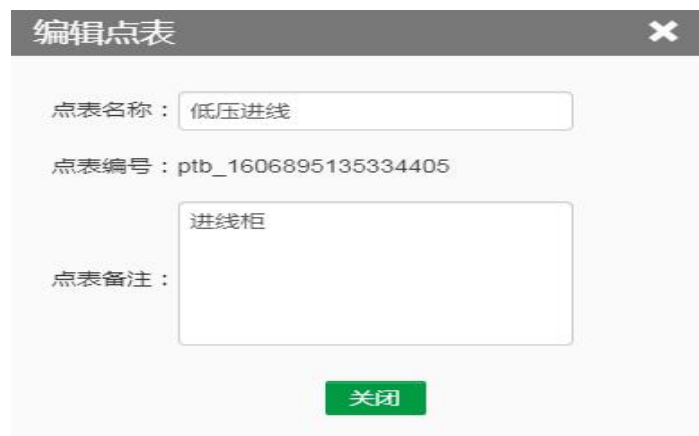 编辑点表
点表名称：低压进线
点表编号：ptb_1606895135334405
进线柜
点表备注：
关闭